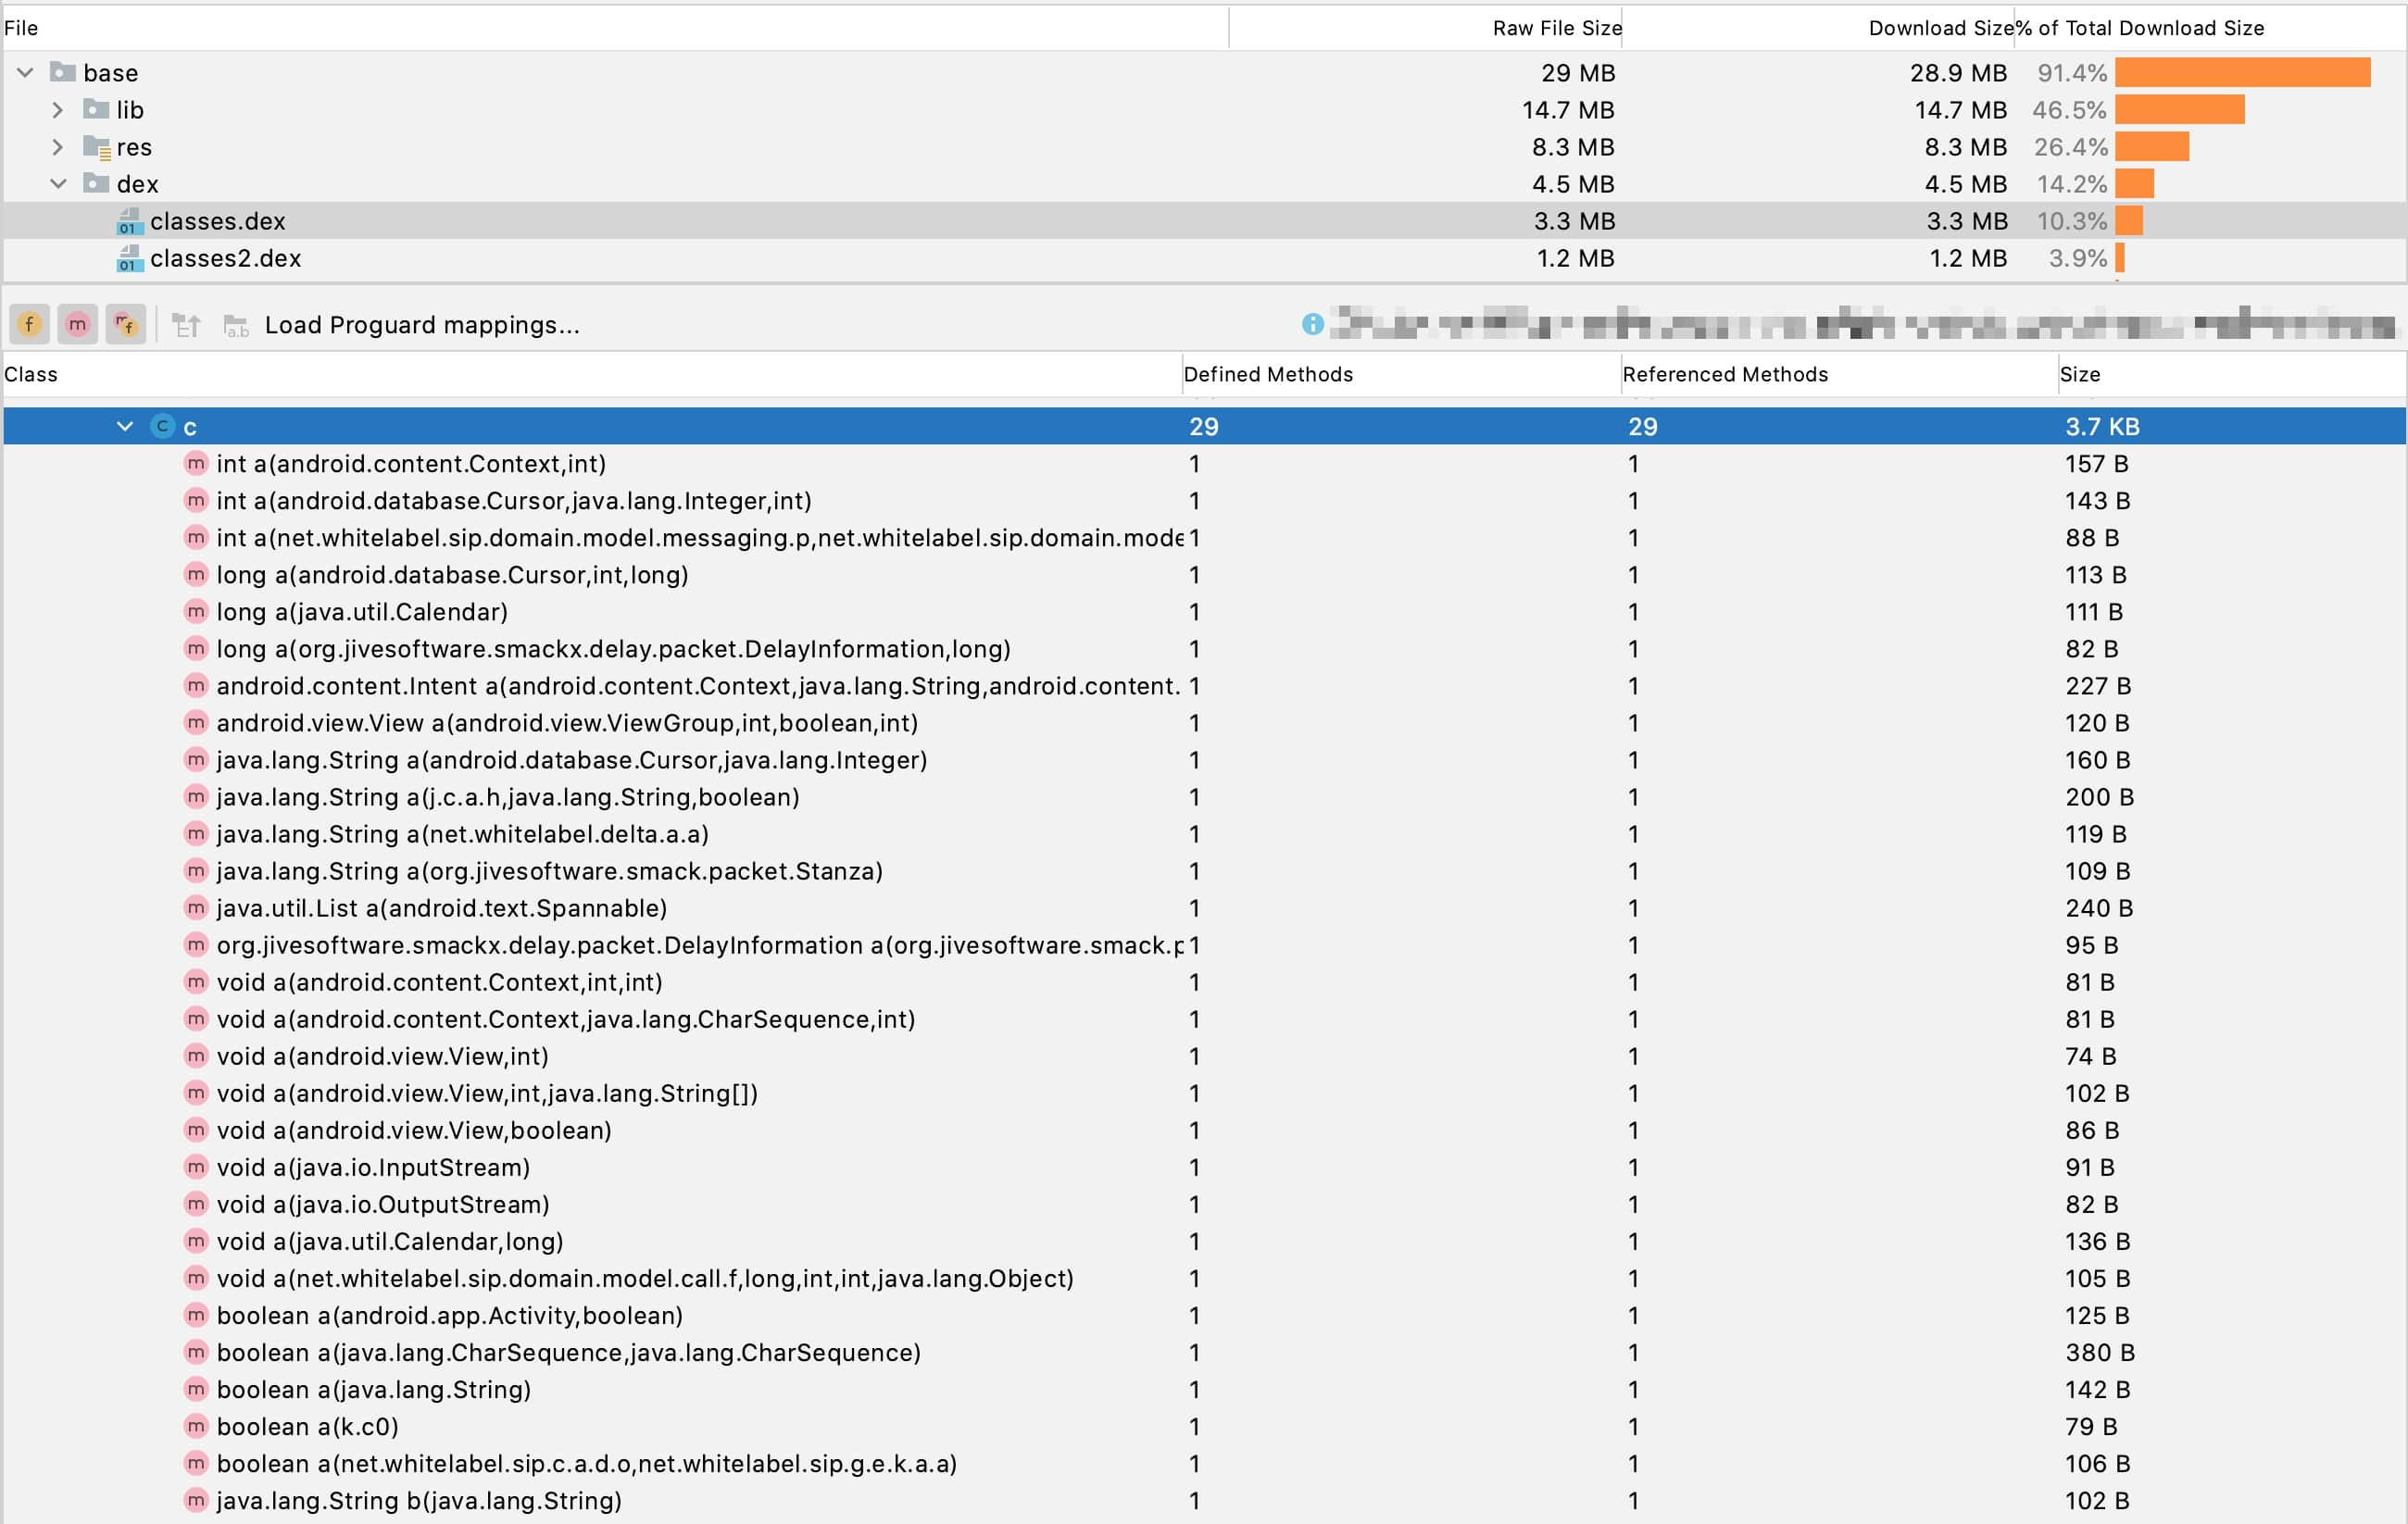 File Raw File Size Download Size % of Total Download Size
base 29 MB 28.9 MB 91.4%
lib 14.7 MB 14.7 MB 46.5%
res 8.3 MB 8.3 MB 26.4%
dex 4.5 MB 4.5 MB 14.2%
01 classes.dex 3.3 MB 3.3 MB 10.3%
01 classes2.dex 1.2 MB 1.2 MB 3.9%
f m m f a.b Load Proguard mappings... i
Class Defined Methods Referenced Methods Size
C c 29 29 3.7 KB
m int a(android.content.Context,int) 1 1 157 B
m int a(android.database.Cursor,java.lang.Integer,int) 1 1 143 B
m int a(net.whitelabel.sip.domain.model.messaging.p,net.whitelabel.sip.domain.mode 1 1 88 B
m long a(android.database.Cursor,int,long) 1 1 113 B
m long a(java.util.Calendar) 1 1 111 B
m long a(org.jivesoftware.smackx.delay.packet.DelayInformation,long) 1 1 82 B
m android.content.Intent a(android.content.Context,java.lang.String,android.content. 1 1 227 B
m android.view.View a(android.view.ViewGroup,int,boolean,int) 1 1 120 B
m java.lang.String a(android.database.Cursor,java.lang.Integer) 1 1 160 B
m java.lang.String a(j.c.a.h,java.lang.String,boolean) 1 1 200 B
m java.lang.String a(net.whitelabel.delta.a.a) 1 1 119 B
m java.lang.String a(org.jivesoftware.smack.packet.Stanza) 1 1 109 B
m java.util.List a(android.text.Spannable) 1 1 240 B
m org.jivesoftware.smackx.delay.packet.DelayInformation a(org.jivesoftware.smack.p 1 1 95 B
m void a(android.content.Context,int,int) 1 1 81 B
m void a(android.content.Context,java.lang.CharSequence,int) 1 1 81 B
m void a(android.view.View,int) 1 1 74 B
m void a(android.view.View,int,java.lang.String[]) 1 1 102 B
m void a(android.view.View,boolean) 1 1 86 B
m void a(java.io.InputStream) 1 1 91 B
m void a(java.io.OutputStream) 1 1 82 B
m void a(java.util.Calendar,long) 1 1 136 B
m void a(net.whitelabel.sip.domain.model.call.f,long,int,int,java.lang.Object) 1 1 105 B
m boolean a(android.app.Activity,boolean) 1 1 125 B
m boolean a(java.lang.CharSequence,java.lang.CharSequence) 1 1 380 B
m boolean a(java.lang.String) 1 1 142 B
m boolean a(k.c0) 1 1 79 B
m boolean a(net.whitelabel.sip.c.a.d.o,net.whitelabel.sip.g.e.k.a.a) 1 1 106 B
m java.lang.String b(java.lang.String) 1 1 102 B